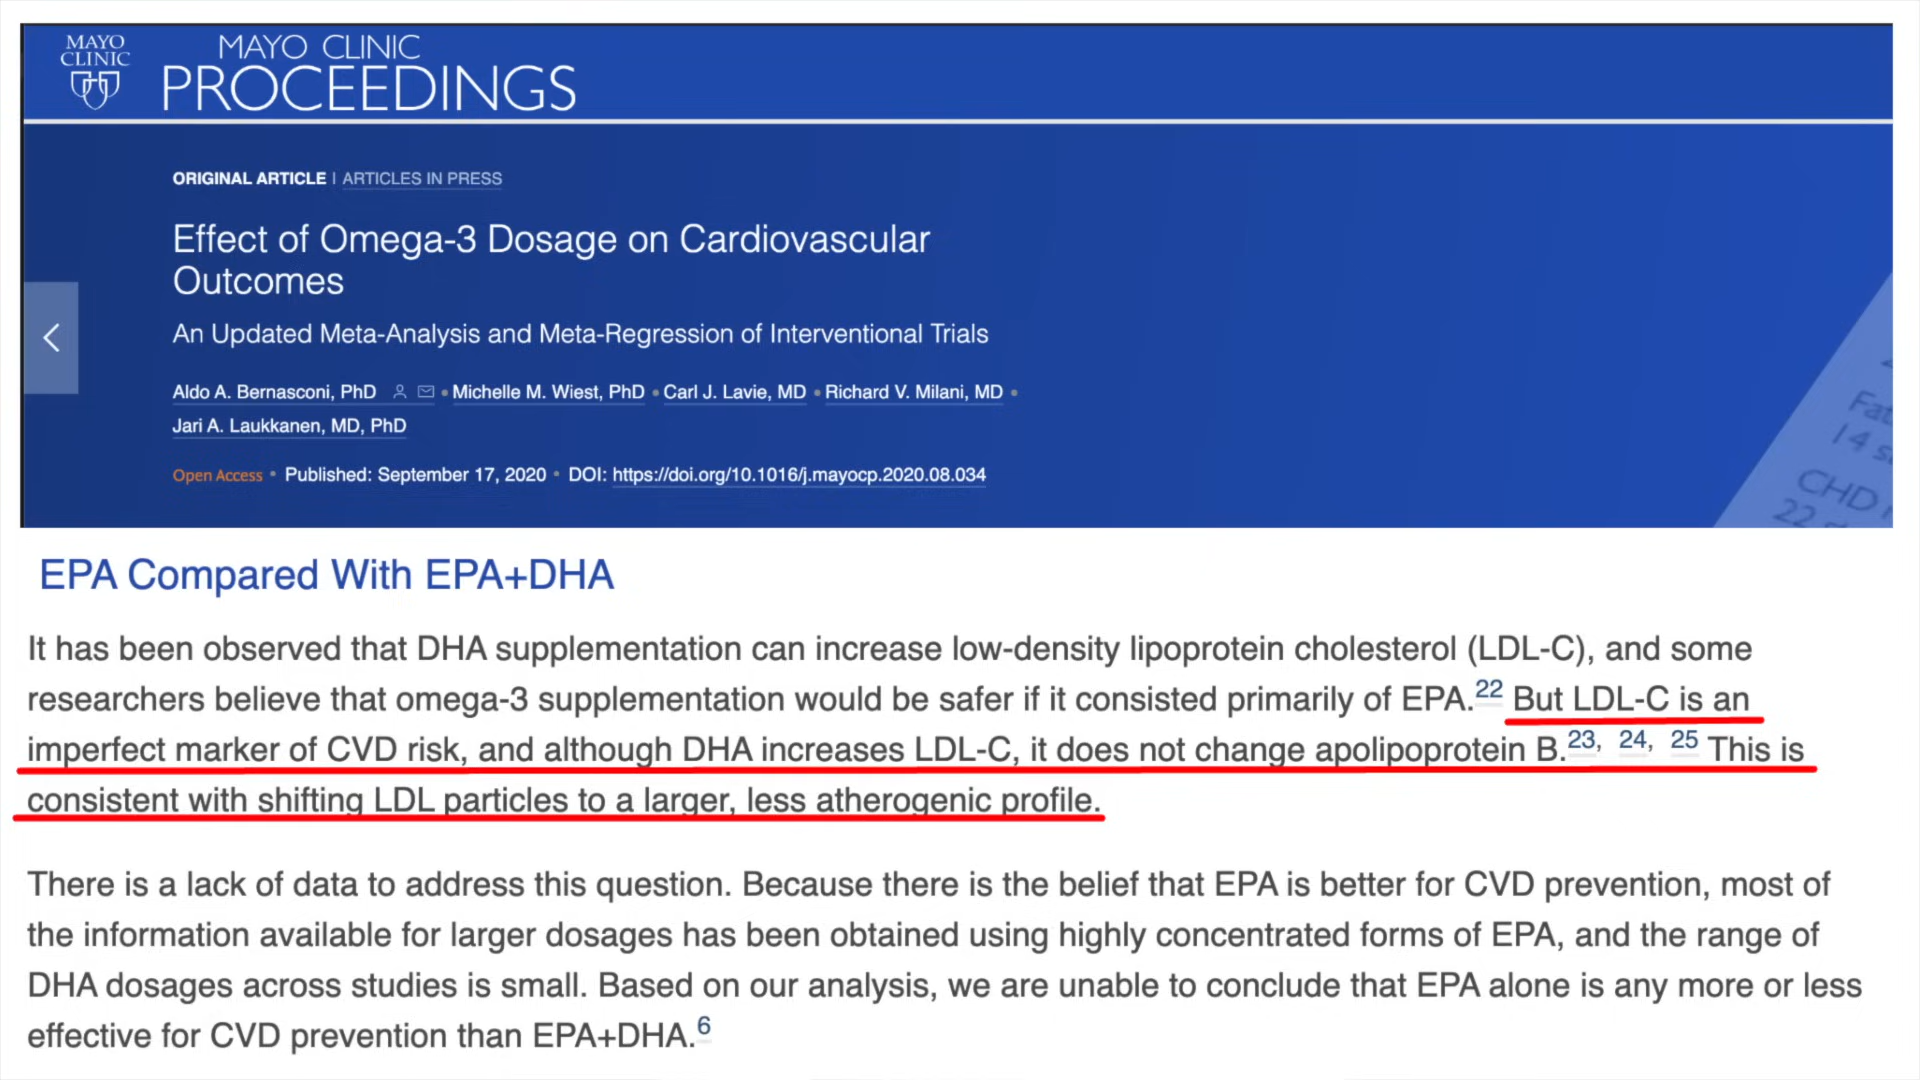 MAYO
CLINIC
MAYO CLINIC
PROCEEDINGS
ORIGINAL ARTICLE | ARTICLES IN PRESS
Effect of Omega-3 Dosage on Cardiovascular
Outcomes
An Updated Meta-Analysis and Meta-Regression of Interventional Trials
Aldo A. Bernasconi, PhD • Michelle M. Wiest, PhD • Carl J. Lavie, MD • Richard V. Milani, MD •
Jari A. Laukkanen, MD, PhD
Open Access • Published: September 17, 2020 • DOI: https://doi.org/10.1016/j.mayocp.2020.08.034
14
CHD
22
EPA Compared With EPA+DHA
It has been observed that DHA supplementation can increase low-density lipoprotein cholesterol (LDL-C), and some
researchers believe that omega-3 supplementation would be safer if it consisted primarily of EPA.22 But LDL-C is an
imperfect marker of CVD risk, and although DHA increases LDL-C, it does not change apolipoprotein B.23, 24, 25 This is
consistent with shifting LDL particles to a larger, less atherogenic profile.
There is a lack of data to address this question. Because there is the belief that EPA is better for CVD prevention, most of
the information available for larger dosages has been obtained using highly concentrated forms of EPA, and the range of
DHA dosages across studies is small. Based on our analysis, we are unable to conclude that EPA alone is any more or less
effective for CVD prevention than EPA+DHA.6